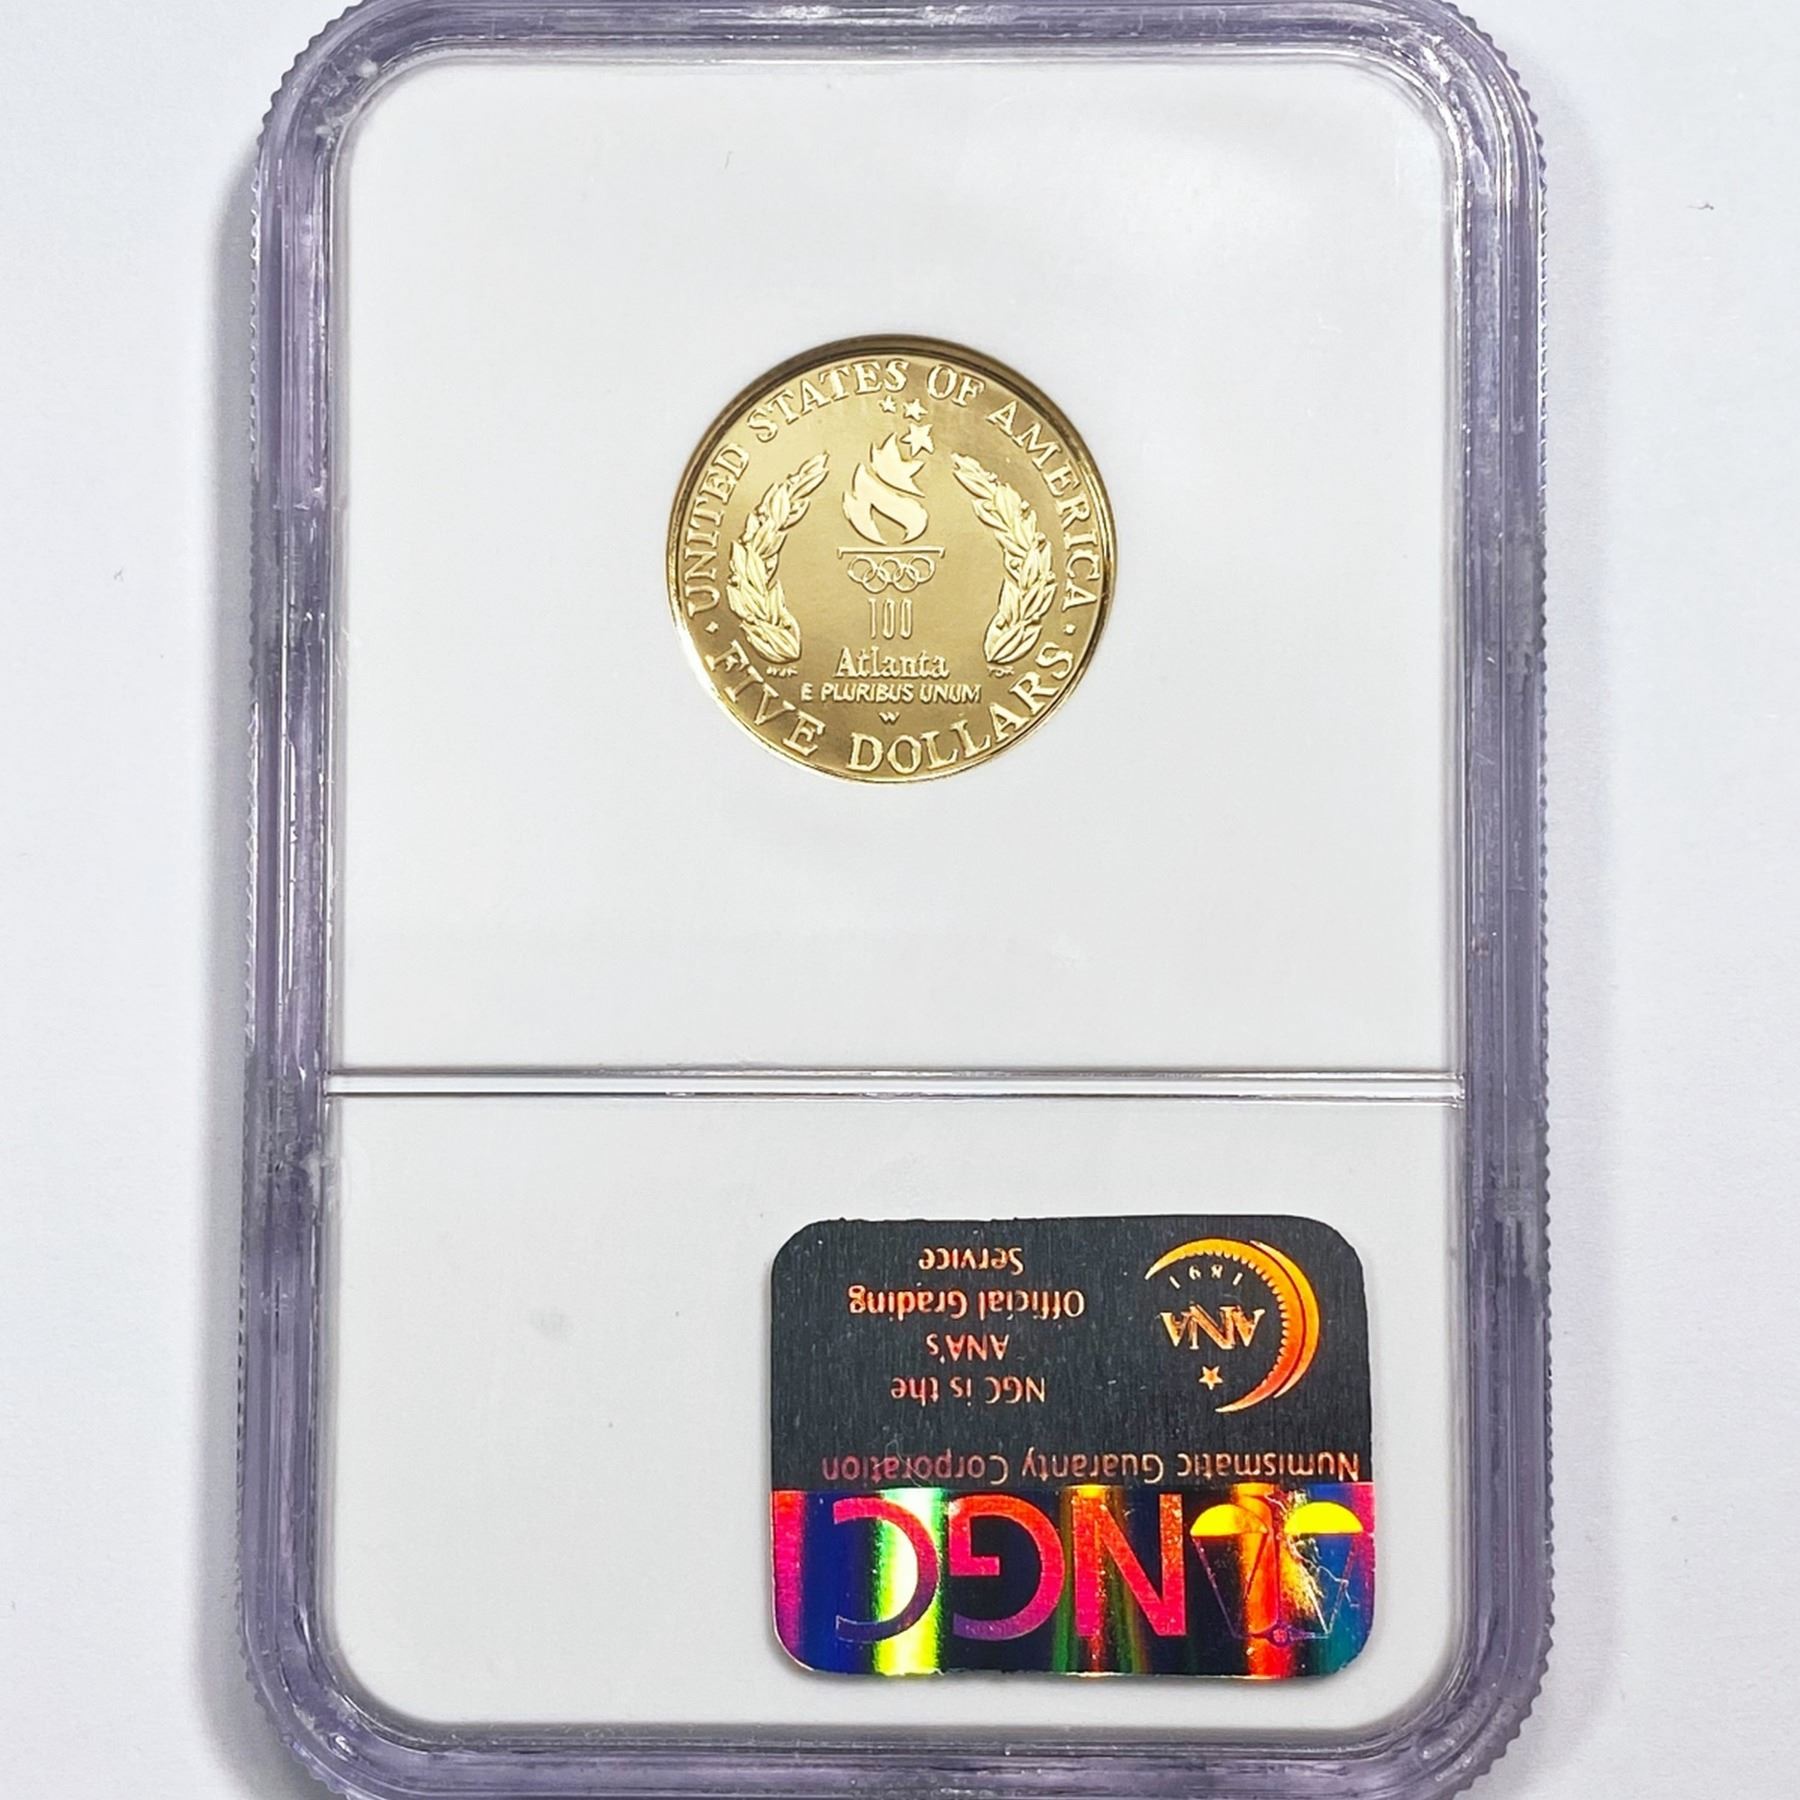 UNITED STATES OF AMERICA
100
Atlanta
E PLURIBUS UNUM
W
· FIVE DOLLARS ·
NGC
Numismatic Guaranty Corporation
NGC is the
ANA's
Official Grading
Service
ANA
1891